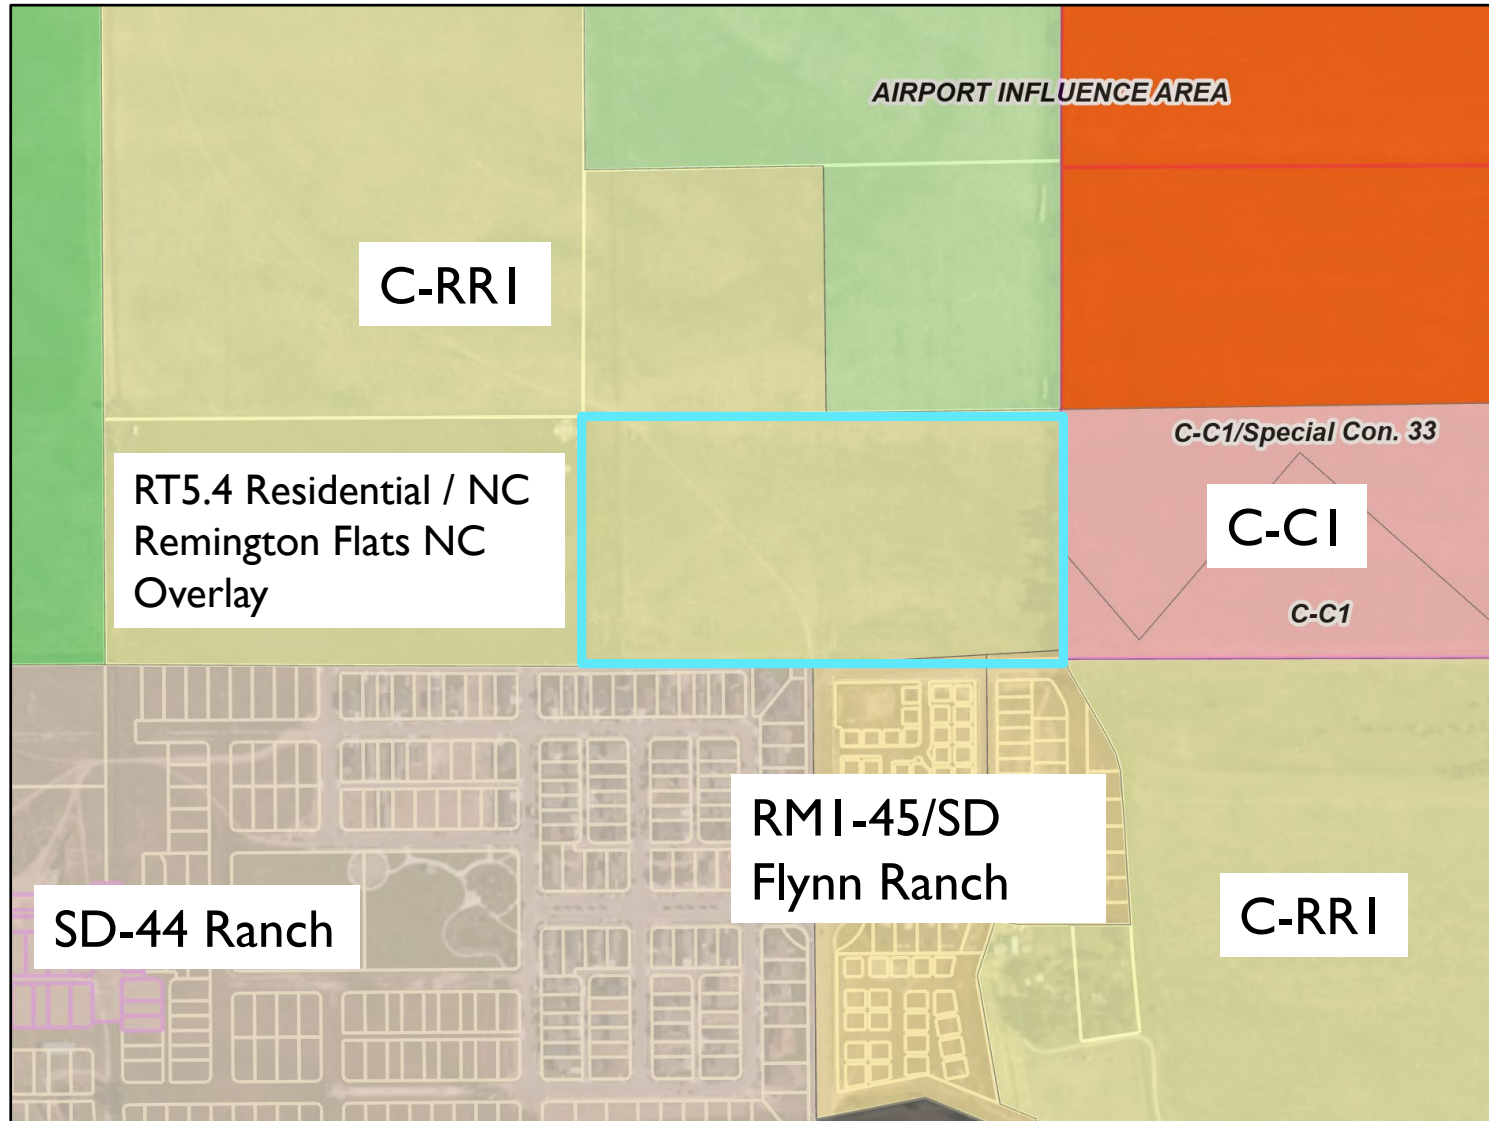 AIRPORT INFLUENCE AREA
C-RR1
C-C1/Special Con. 33
RT5.4 Residential / NC
Remington Flats NC
Overlay
C-C1
C-C1
RM1-45/SD
Flynn Ranch
SD-44 Ranch
C-RR1